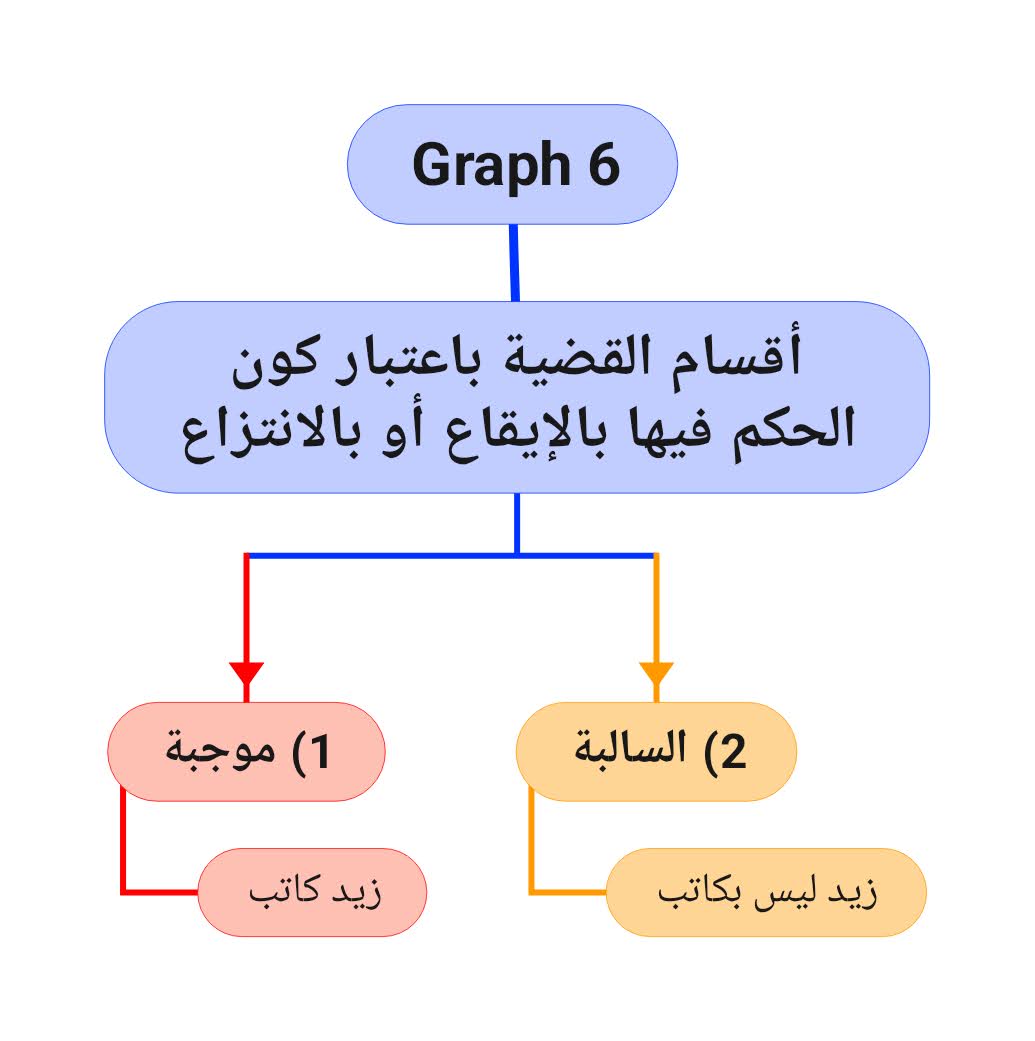 Graph 6
أقسام القضية باعتبار كون
الحكم فيها بالإيقاع أو بالانتزاع
1) موجبة
2) السالبة
زيد كاتب
زيد ليس بكاتب